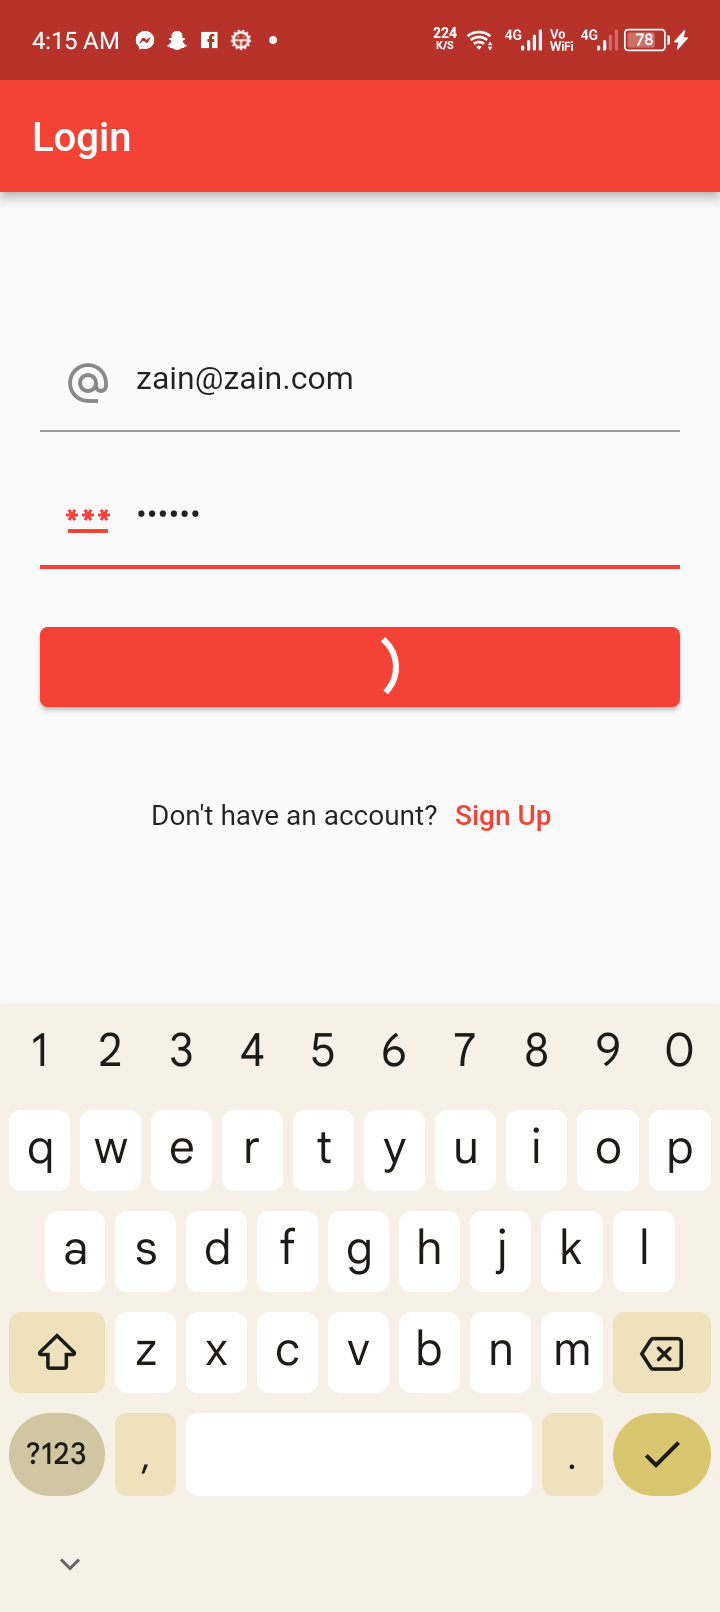 4:15 AM 224 K/S 4G Vo WiFi 4G 78
Login
zain@zain.com
••••••
Don't have an account? Sign Up
1 2 3 4 5 6 7 8 9 0
q w e r t y u i o p
a s d f g h j k l
z x c v b n m
?123 , .